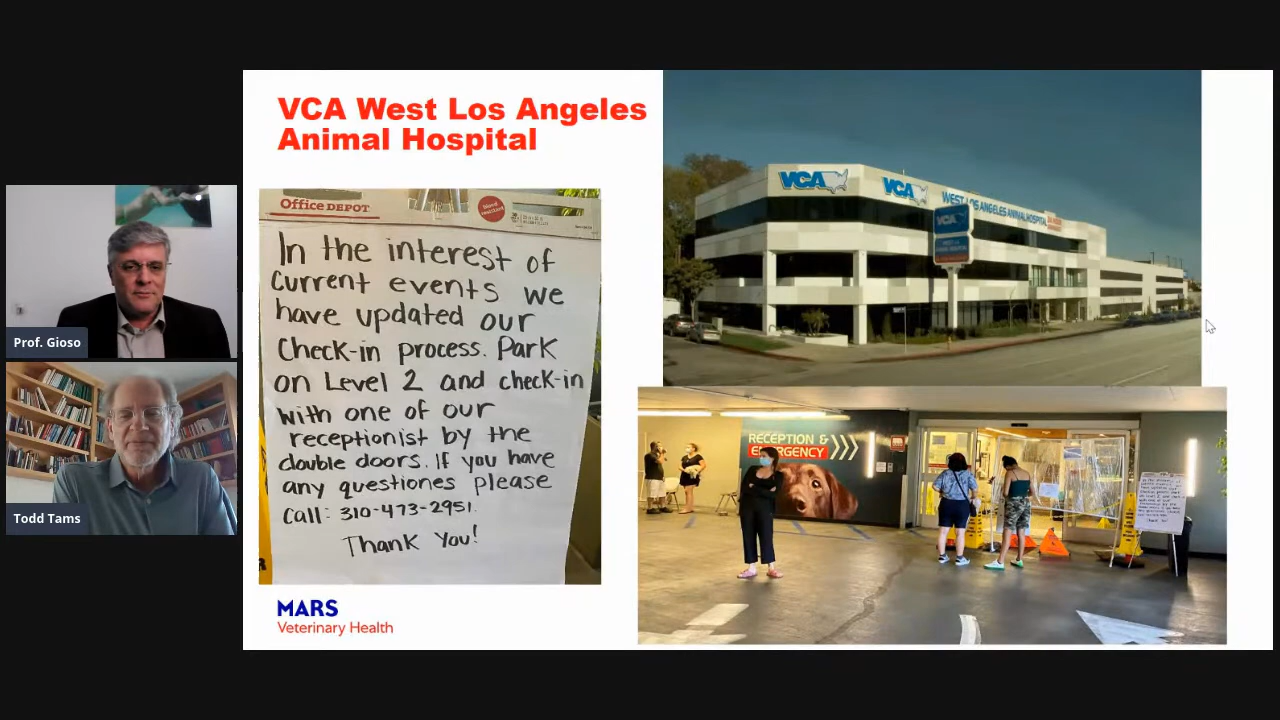 VCA West Los Angeles
Animal Hospital
Office DEPOT
In the interest of
Current events we
have updated our
Check-in process. Park
on Level 2 and check-in
with one of our
receptionist by the
double doors. If you have
any questiones please
Call: 310-473-2951.
Thank You!
MARS
Veterinary Health
VCA
VCA
WEST LOS ANGELES ANIMAL HOSPITAL
VCA
RECEPTION &
EMERGENCY
Prof. Gioso
Todd Tams